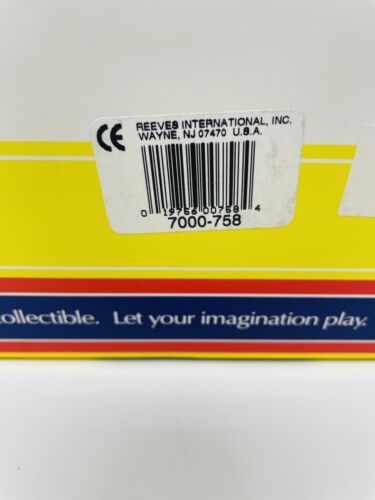 CE REEVES INTERNATIONAL, INC.
WAYNE, NJ 07470 U.S.A.
0 19756 00758 4
7000-758
collectible. Let your imagination play.